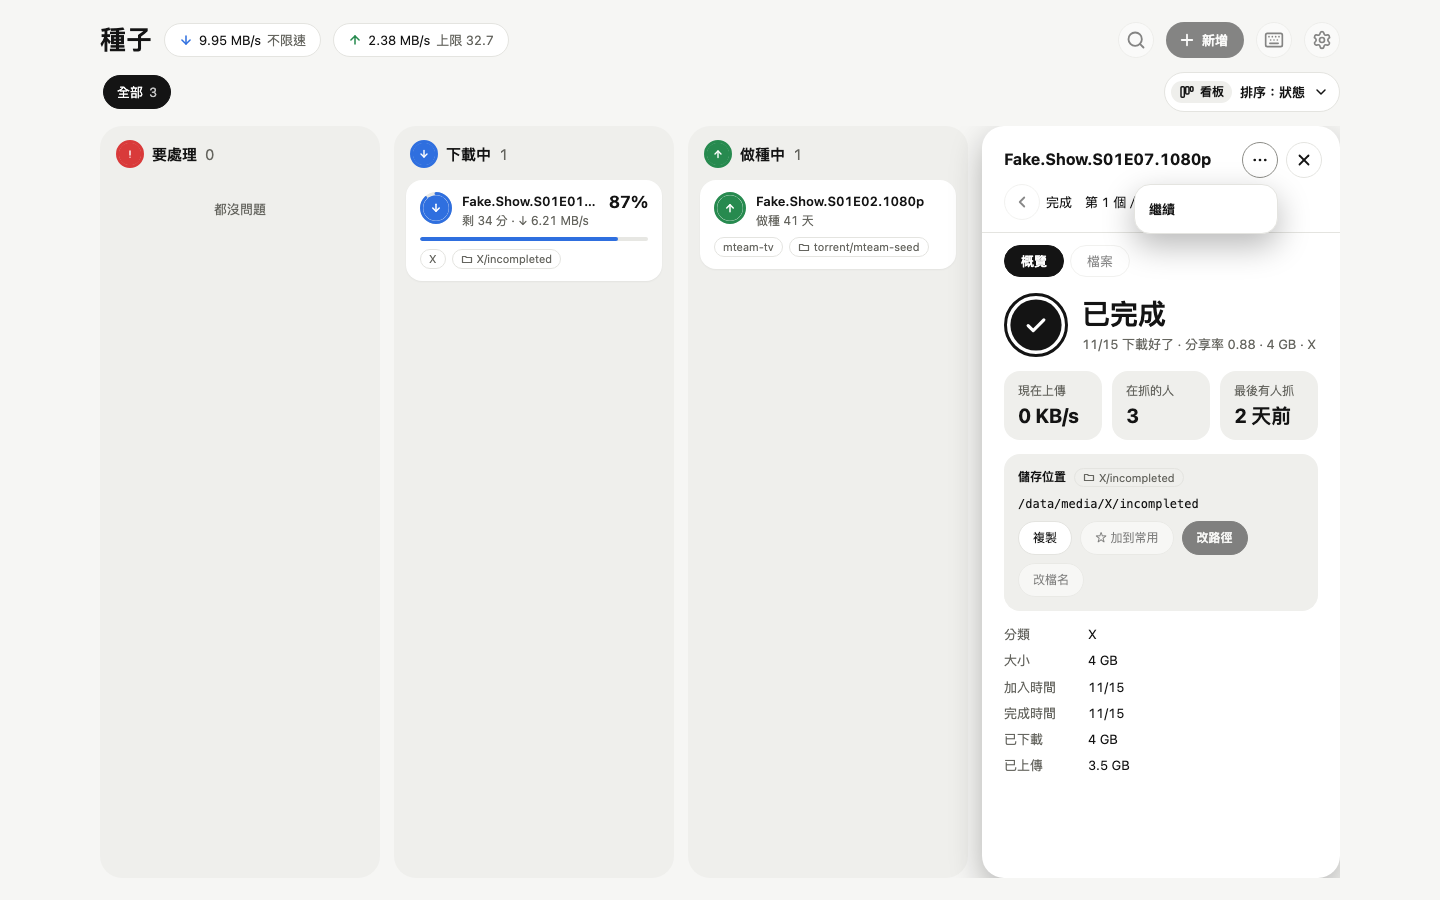 種子
9.95 MB/s 不限速
2.38 MB/s 上限 32.7
新增
全部 3
看板
排序：狀態
要處理 0
都沒問題
下載中 1
Fake.Show.S01E01... 87%
剩 34 分 · ↓ 6.21 MB/s
X
X/incompleted
做種中 1
Fake.Show.S01E02.1080p
做種 41 天
mteam-tv
torrent/mteam-seed
Fake.Show.S01E07.1080p
完成 第 1 個 /
繼續
概覽
檔案
已完成
11/15 下載好了 · 分享率 0.88 · 4 GB · X
現在上傳
0 KB/s
在抓的人
3
最後有人抓
2 天前
儲存位置
X/incompleted
/data/media/X/incompleted
複製
加到常用
改路徑
改檔名
分類 X
大小 4 GB
加入時間 11/15
完成時間 11/15
已下載 4 GB
已上傳 3.5 GB